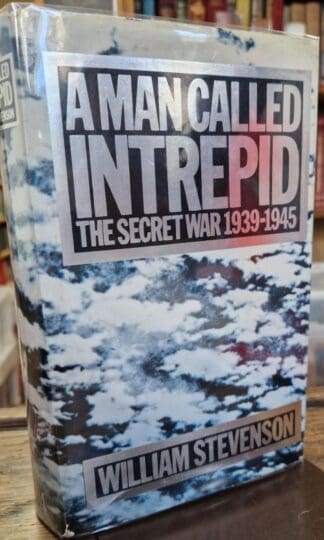 A MAN CALLED
INTREPID
THE SECRET WAR 1939-1945
WILLIAM STEVENSON